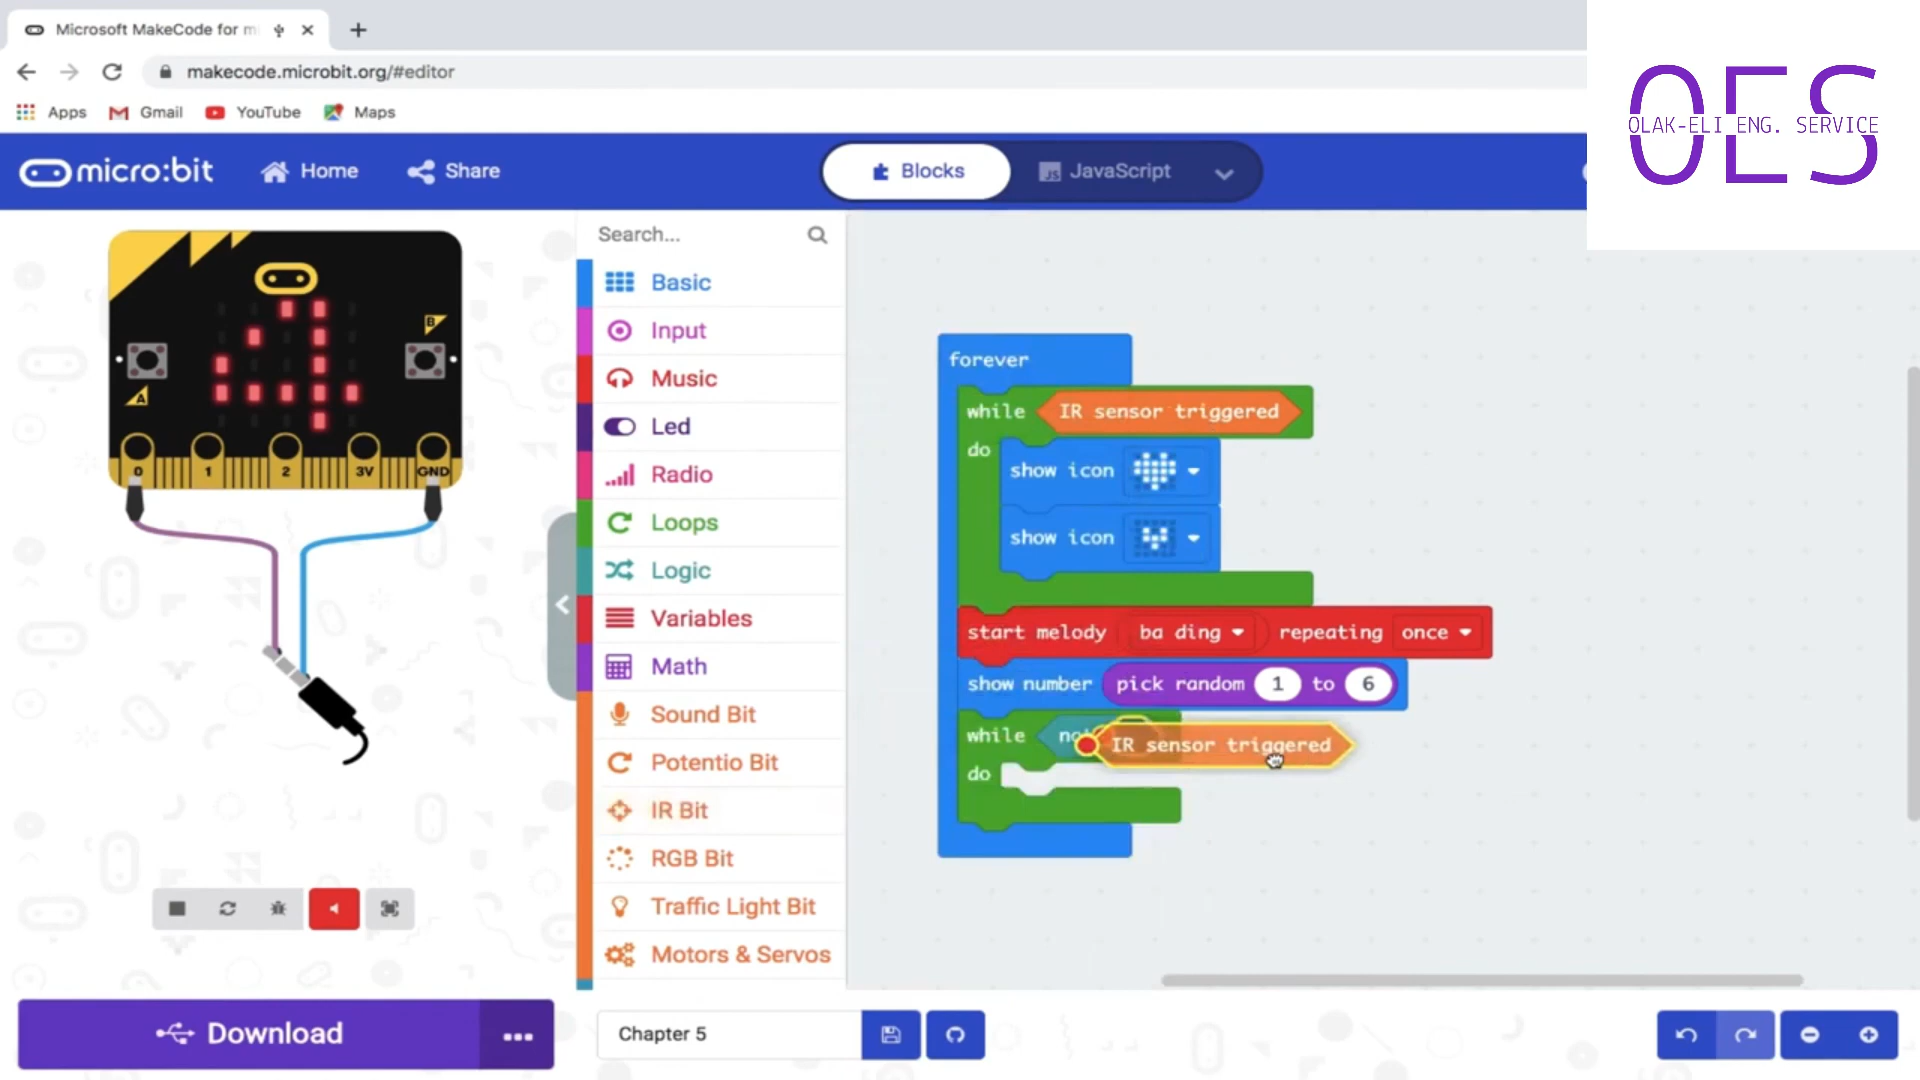 Microsoft MakeCode for m
makecode.microbit.org/#editor
Apps
Gmail
YouTube
Maps
OES
OLAK-ELI ENG. SERVICE
micro:bit
Home
Share
Blocks
JS JavaScript
Search...
Basic
Input
Music
Led
Radio
Loops
Logic
Variables
Math
Sound Bit
Potentio Bit
IR Bit
RGB Bit
Traffic Light Bit
Motors & Servos
B
A
0 1 2 3V GND
forever
while IR sensor triggered
do
show icon
show icon
start melody ba ding repeating once
show number pick random 1 to 6
while IR sensor triggered
do
Download
Chapter 5